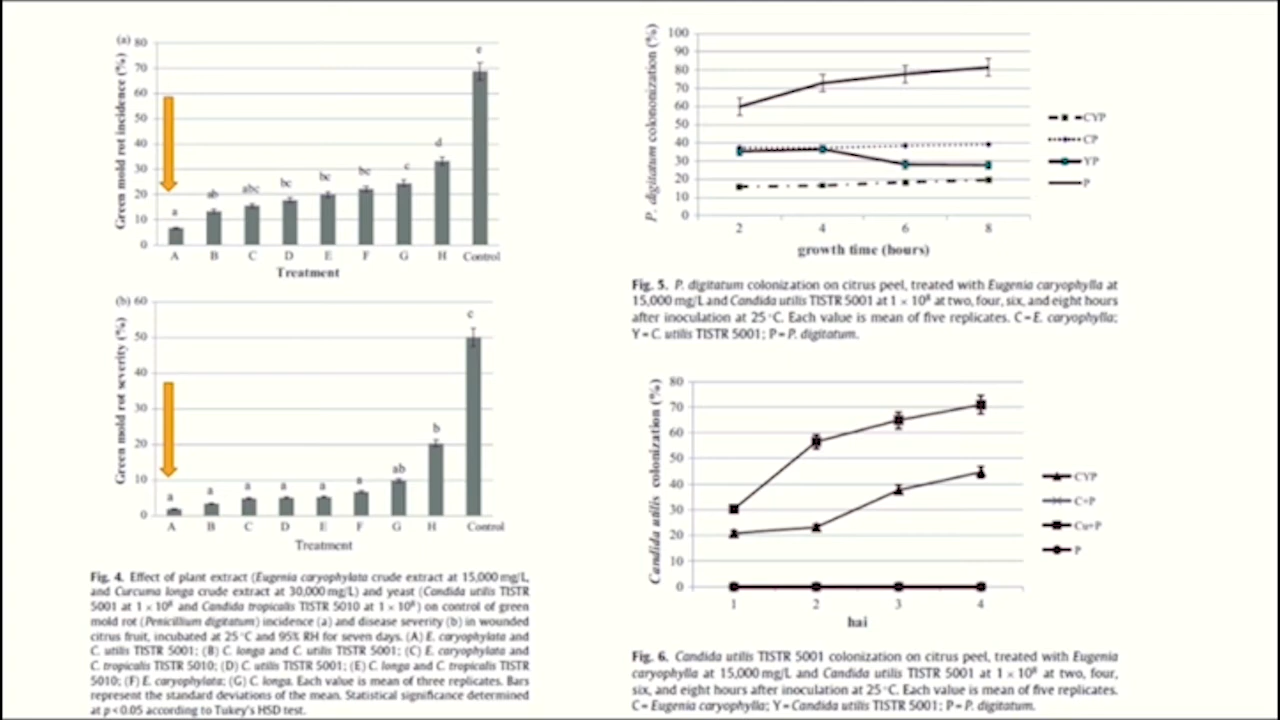 (a)
80
70
60
50
40
30
20
10
0
Green mold rot incidence (%)
a
ab
abc
bc
bc
bc
c
d
e
A B C D E F G H Control
Treatment
(b) 60
50
40
30
20
10
0
Green mold rot severity (%)
a
a
a
a
a
a
ab
b
c
A B C D E F G H Control
Treatment
Fig. 4. Effect of plant extract (Eugenia caryophylata crude extract at 15,000 mg/L,
and Curcuma longa crude extract at 30,000 mg/L) and yeast (Candida utilis TISTR
5001 at 1 × 10⁸ and Candida tropicalis TISTR 5010 at 1 × 10⁸) on control of green
mold rot (Penicillium digitatum) incidence (a) and disease severity (b) in wounded
citrus fruit, incubated at 25 °C and 95% RH for seven days. (A) E. caryophylata and
C. utilis TISTR 5001; (B) C. longa and C. utilis TISTR 5001; (C) E. caryophylata and
C. tropicalis TISTR 5010; (D) C. utilis TISTR 5001; (E) C. longa and C. tropicalis TISTR
5010; (F) E. caryophylata; (G) C. longa. Each value is mean of three replicates. Bars
represent the standard deviations of the mean. Statistical significance determined
at p < 0.05 according to Tukey's HSD test.
100
90
80
70
60
50
40
30
20
10
0
P. digitatum colononization (%)
2 4 6 8
growth time (hours)
CYP
CP
YP
P
Fig. 5. P. digitatum colonization on citrus peel, treated with Eugenia caryophylla at
15,000 mg/L and Candida utilis TISTR 5001 at 1 × 10⁸ at two, four, six, and eight hours
after inoculation at 25 °C. Each value is mean of five replicates. C = E. caryophylla;
Y = C. utilis TISTR 5001; P = P. digitatum.
80
70
60
50
40
30
20
10
0
Candida utilis colonization (%)
1 2 3 4
hai
CYP
C+P
Cu+P
P
Fig. 6. Candida utilis TISTR 5001 colonization on citrus peel, treated with Eugenia
caryophylla at 15,000 mg/L and Candida utilis TISTR 5001 at 1 × 10⁸ at two, four,
six, and eight hours after inoculation at 25 °C. Each value is mean of five replicates.
C = Eugenia caryophylla; Y = Candida utilis TISTR 5001; P = P. digitatum.